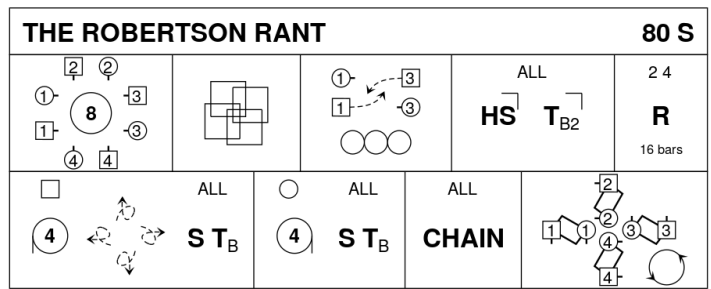 THE ROBERTSON RANT 80 S
2 2
1 3
8
1 3
4 4
1 3
1 3
ALL
HS T B2
2 4
R
16 bars
4
ALL
S T B
4
ALL
S T B
ALL
CHAIN
2
2
1 1 3 3
4
4